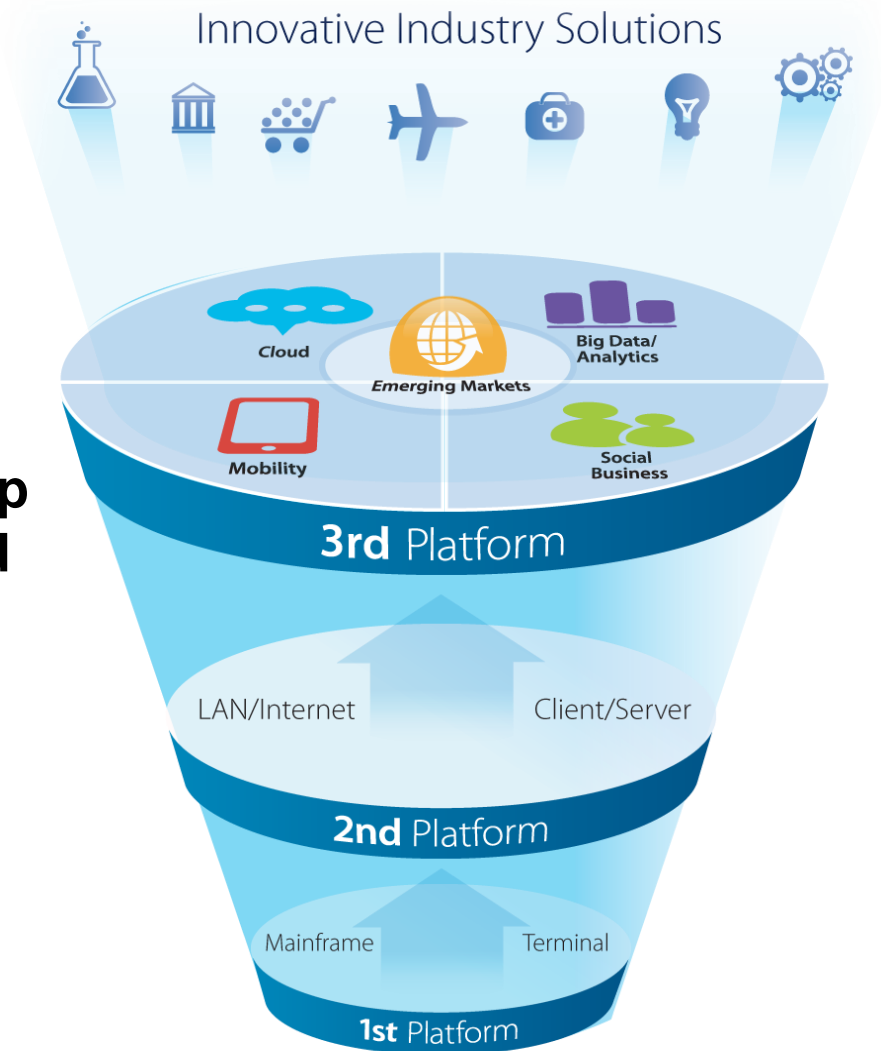 Innovative Industry Solutions
Cloud
Big Data/
Analytics
Emerging Markets
Mobility
Social
Business
p
d
3rd Platform
LAN/Internet
Client/Server
2nd Platform
Mainframe
Terminal
1st Platform